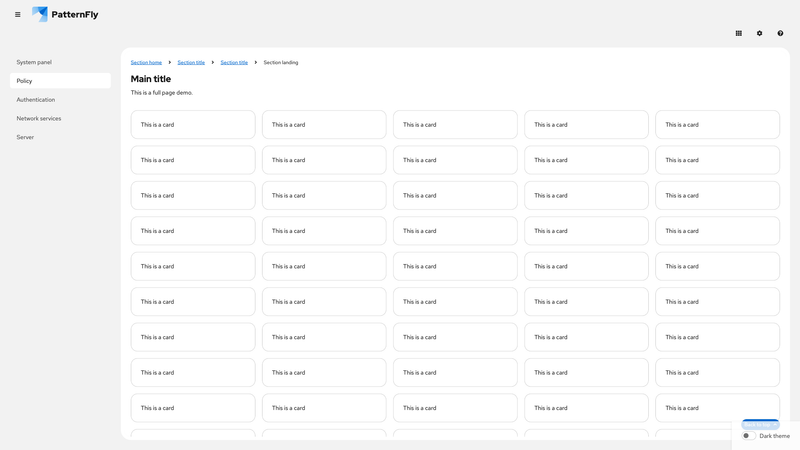 PatternFly
System panel
Policy
Authentication
Network services
Server
Section home Section title Section title Section landing
Main title
This is a full page demo.
This is a card This is a card This is a card This is a card This is a card
This is a card This is a card This is a card This is a card This is a card
This is a card This is a card This is a card This is a card This is a card
This is a card This is a card This is a card This is a card This is a card
This is a card This is a card This is a card This is a card This is a card
This is a card This is a card This is a card This is a card This is a card
This is a card This is a card This is a card This is a card This is a card
This is a card This is a card This is a card This is a card This is a card
This is a card This is a card This is a card This is a card This is a card
Dark theme